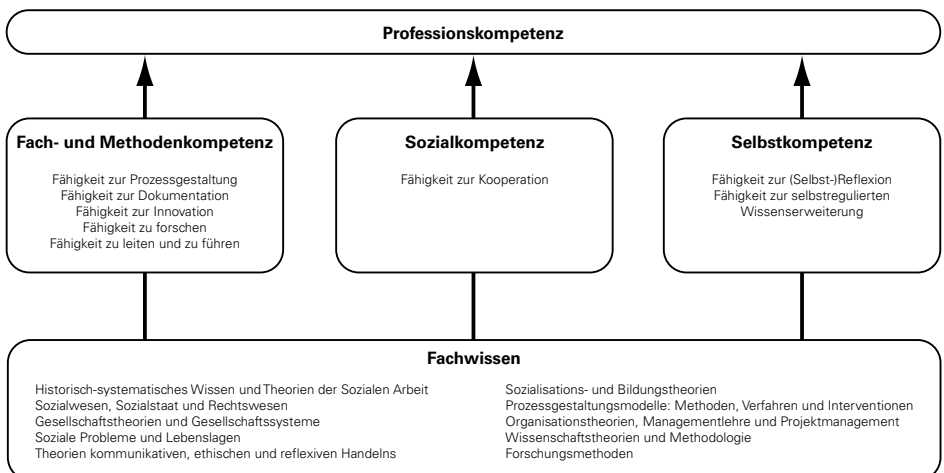 Professionskompetenz
Fach- und Methodenkompetenz
Fähigkeit zur Prozessgestaltung
Fähigkeit zur Dokumentation
Fähigkeit zur Innovation
Fähigkeit zu forschen
Fähigkeit zu leiten und zu führen
Sozialkompetenz
Fähigkeit zur Kooperation
Selbstkompetenz
Fähigkeit zur (Selbst-)Reflexion
Fähigkeit zur selbstregulierten
Wissenserweiterung
Fachwissen
Historisch-systematisches Wissen und Theorien der Sozialen Arbeit
Sozialwesen, Sozialstaat und Rechtswesen
Gesellschaftstheorien und Gesellschaftssysteme
Soziale Probleme und Lebenslagen
Theorien kommunikativen, ethischen und reflexiven Handelns
Sozialisations- und Bildungstheorien
Prozessgestaltungsmodelle: Methoden, Verfahren und Interventionen
Organisationstheorien, Managementlehre und Projektmanagement
Wissenschaftstheorien und Methodologie
Forschungsmethoden